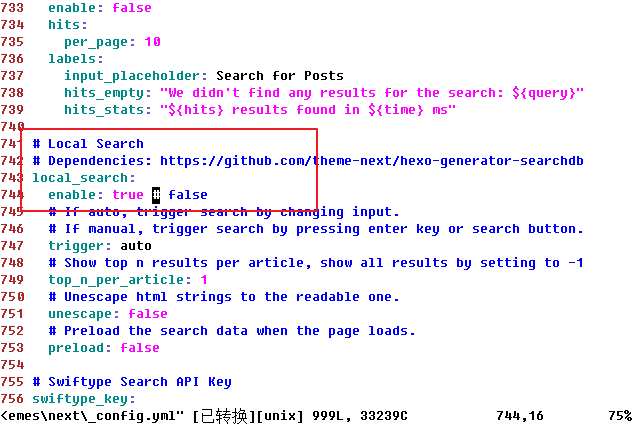 733   enable: false
734   hits:
735     per_page: 10
736   labels:
737     input_placeholder: Search for Posts
738     hits_empty: "We didn't find any results for the search: ${query}"
739     hits_stats: "${hits} results found in ${time} ms"
740
741 # Local Search
742 # Dependencies: https://github.com/theme-next/hexo-generator-searchdb
743 local_search:
744   enable: true # false
745   # If auto, trigger search by changing input.
746   # If manual, trigger search by pressing enter key or search button.
747   trigger: auto
748   # Show top n results per article, show all results by setting to -1
749   top_n_per_article: 1
750   # Unescape html strings to the readable one.
751   unescape: false
752   # Preload the search data when the page loads.
753   preload: false
754
755 # Swiftype Search API Key
756 swiftype_key:
<emes\next\_config.yml" [已转换][unix] 999L, 33239C 744,16 75%